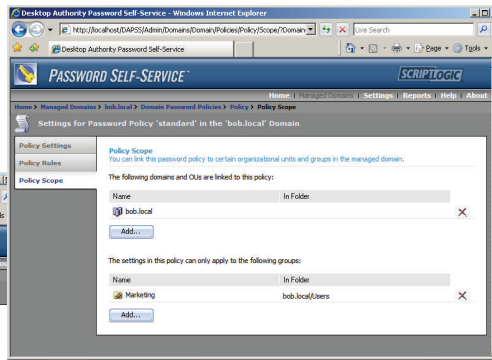 Desktop Authority Password Self-Service - Windows Internet Explorer
http://localhost/DAPSS/Admin/Domains/Domain/Policies/Policy/Scope/?Domain
Live Search
Desktop Authority Password Self-Service
Page
Tools
PASSWORD SELF-SERVICE
SCRIPTLOGIC
Home | Managed Domains | Settings | Reports | Help | About
Home > Managed Domains > bob.local > Domain Password Policies > Policy > Policy Scope
Settings for Password Policy 'standard' in the 'bob.local' Domain
Policy Settings
Policy Rules
Policy Scope
Policy Scope
You can link this password policy to certain organizational units and groups in the managed domain.
The following domains and OUs are linked to this policy:
Name In Folder
bob.local
Add...
The settings in this policy can only apply to the following groups:
Name In Folder
Marketing bob.local/Users
Add...